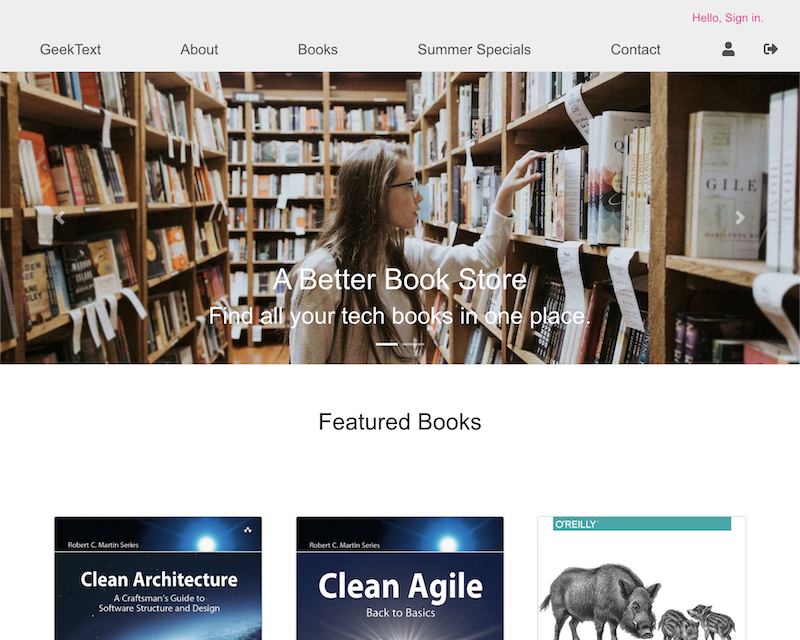 Hello, Sign in.
GeekText About Books Summer Specials Contact
GILE
A Better Book Store
Find all your tech books in one place.
Featured Books
Robert C. Martin Series
Clean Architecture
A Craftsman's Guide to
Software Structure and Design
Robert C. Martin Series
Clean Agile
Back to Basics
O'REILLY